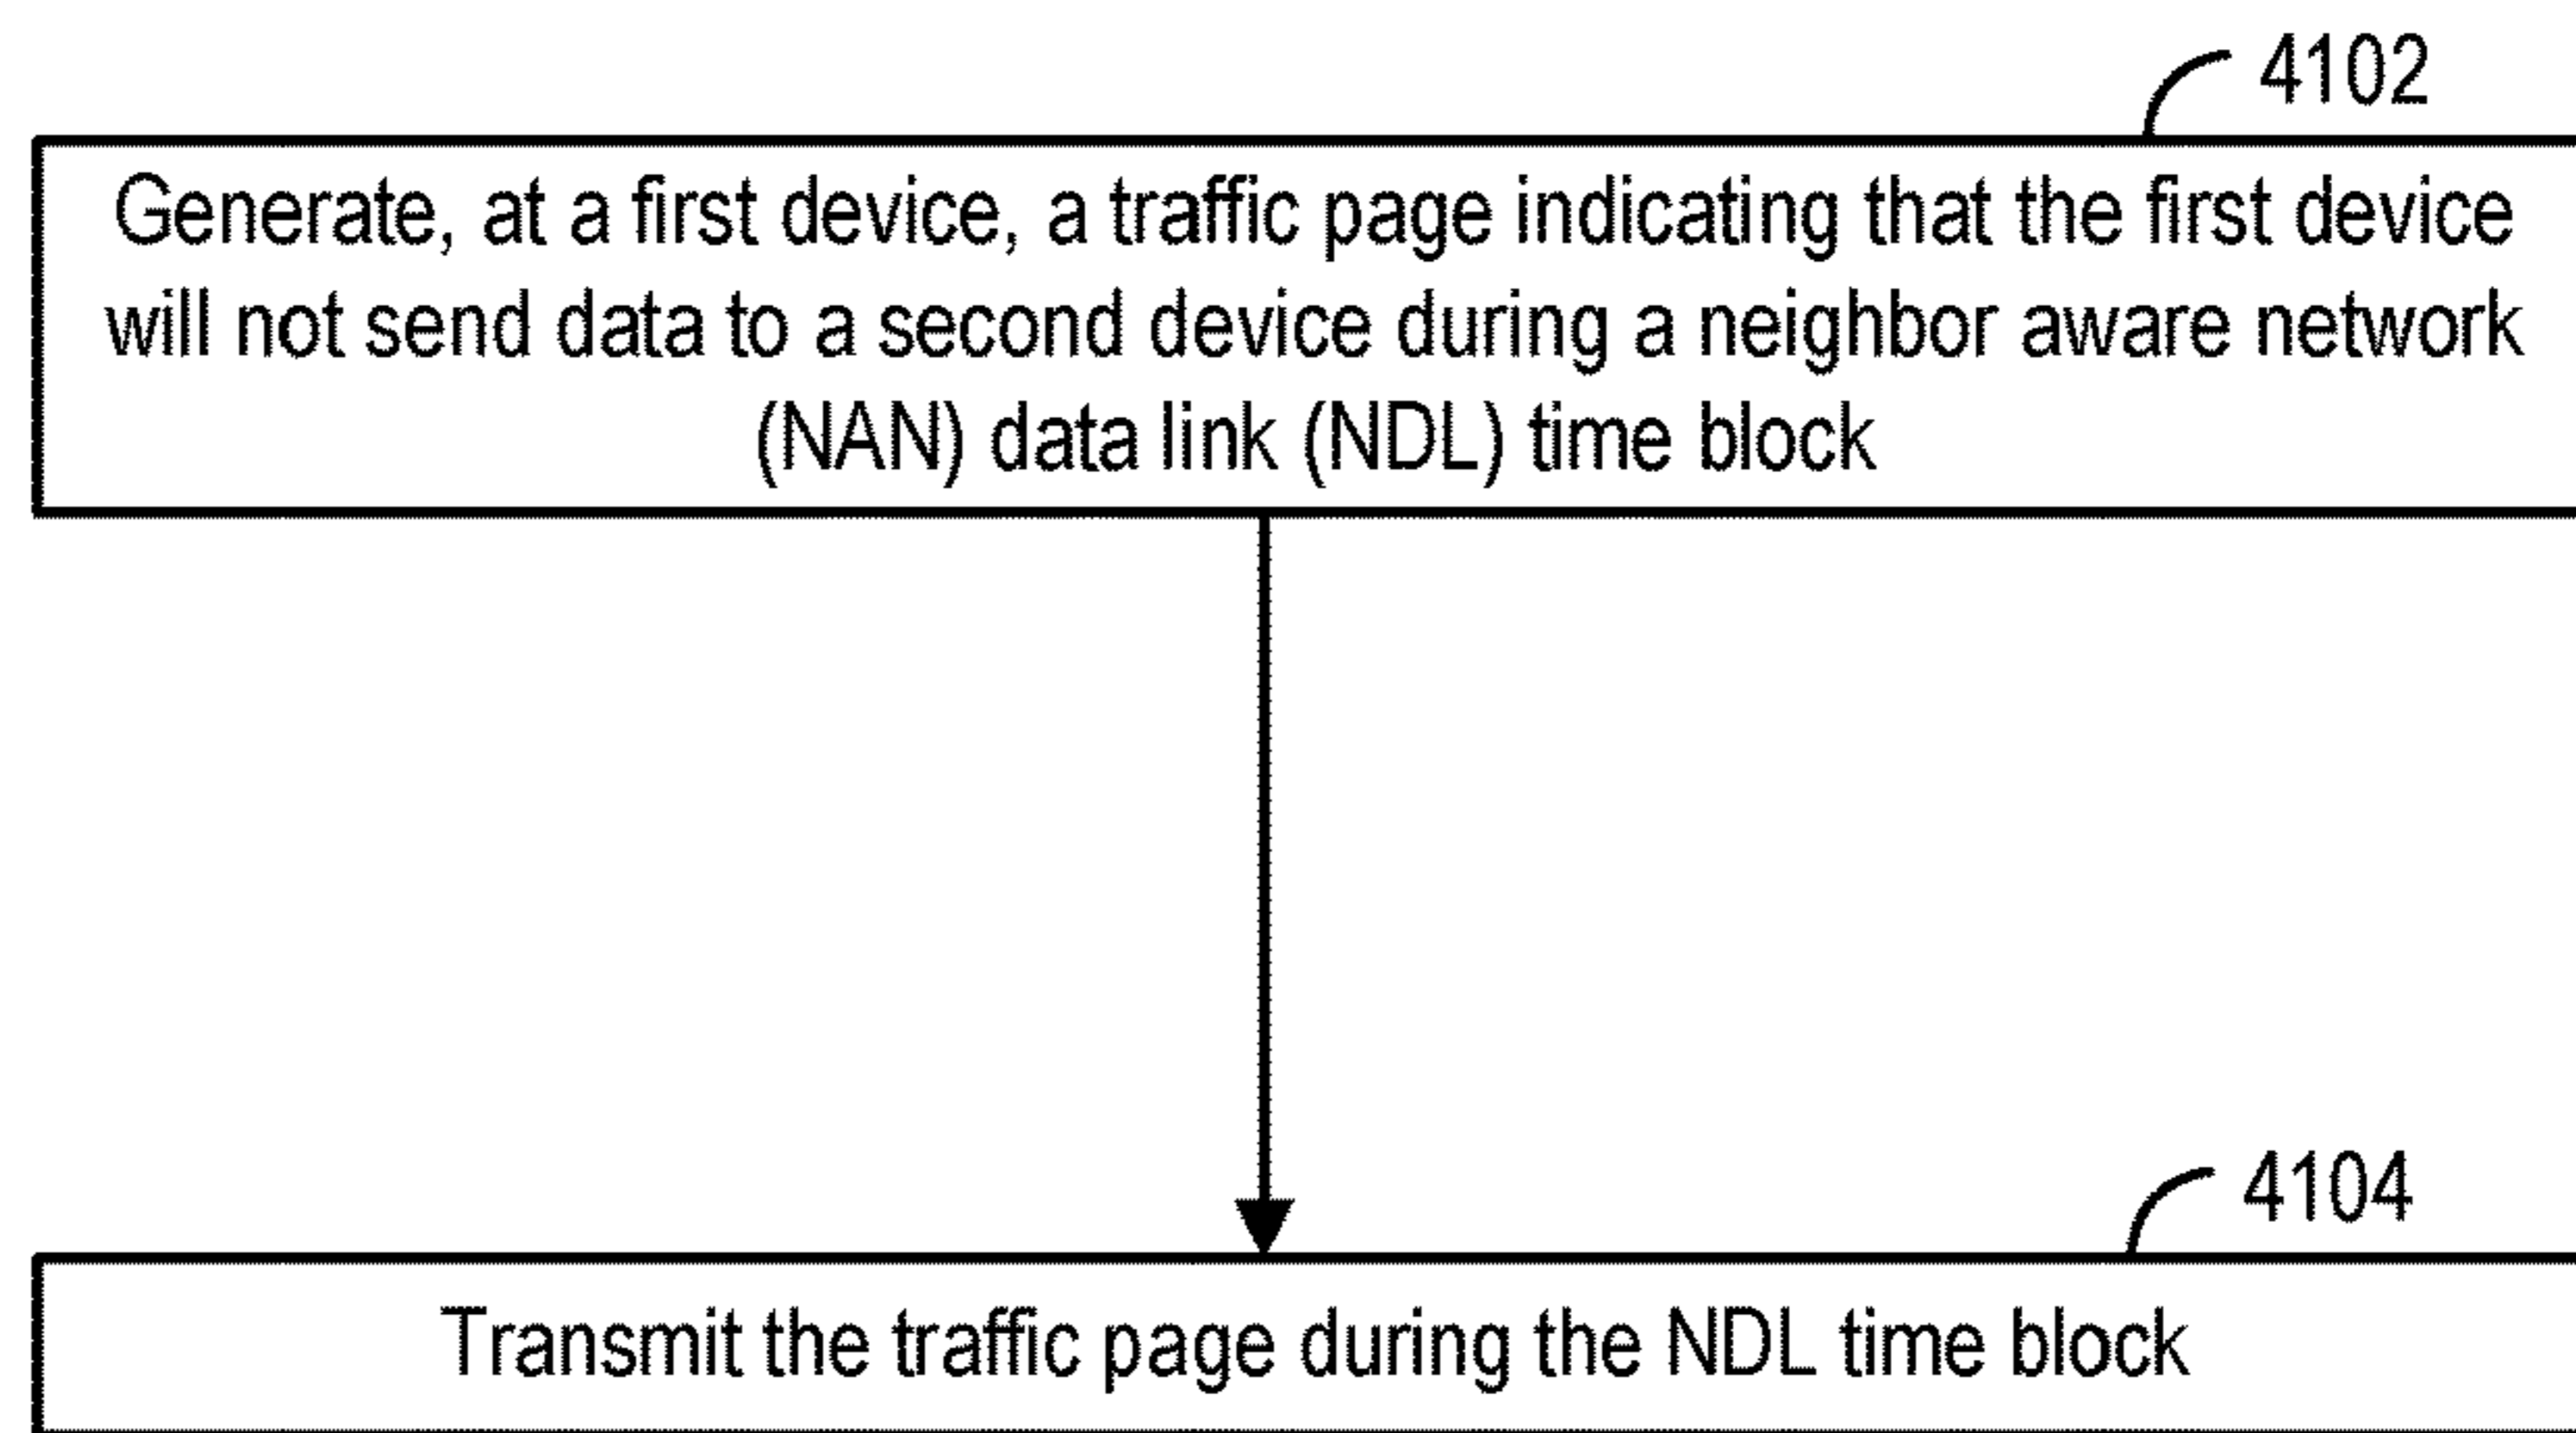 4102
Generate, at a first device, a traffic page indicating that the first device
will not send data to a second device during a neighbor aware network
(NAN) data link (NDL) time block
4104
Transmit the traffic page during the NDL time block